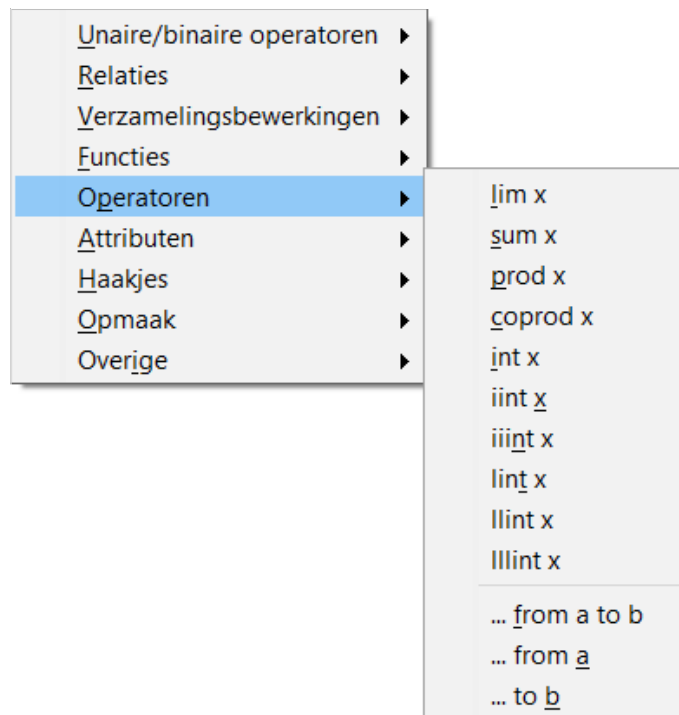 Unaire/binaire operatoren
Relaties
Verzamelingsbewerkingen
Functies
Operatoren
Attributen
Haakjes
Opmaak
Overige
lim x
sum x
prod x
coprod x
int x
iint x
iiint x
lint x
llint x
lllint x
... from a to b
... from a
... to b